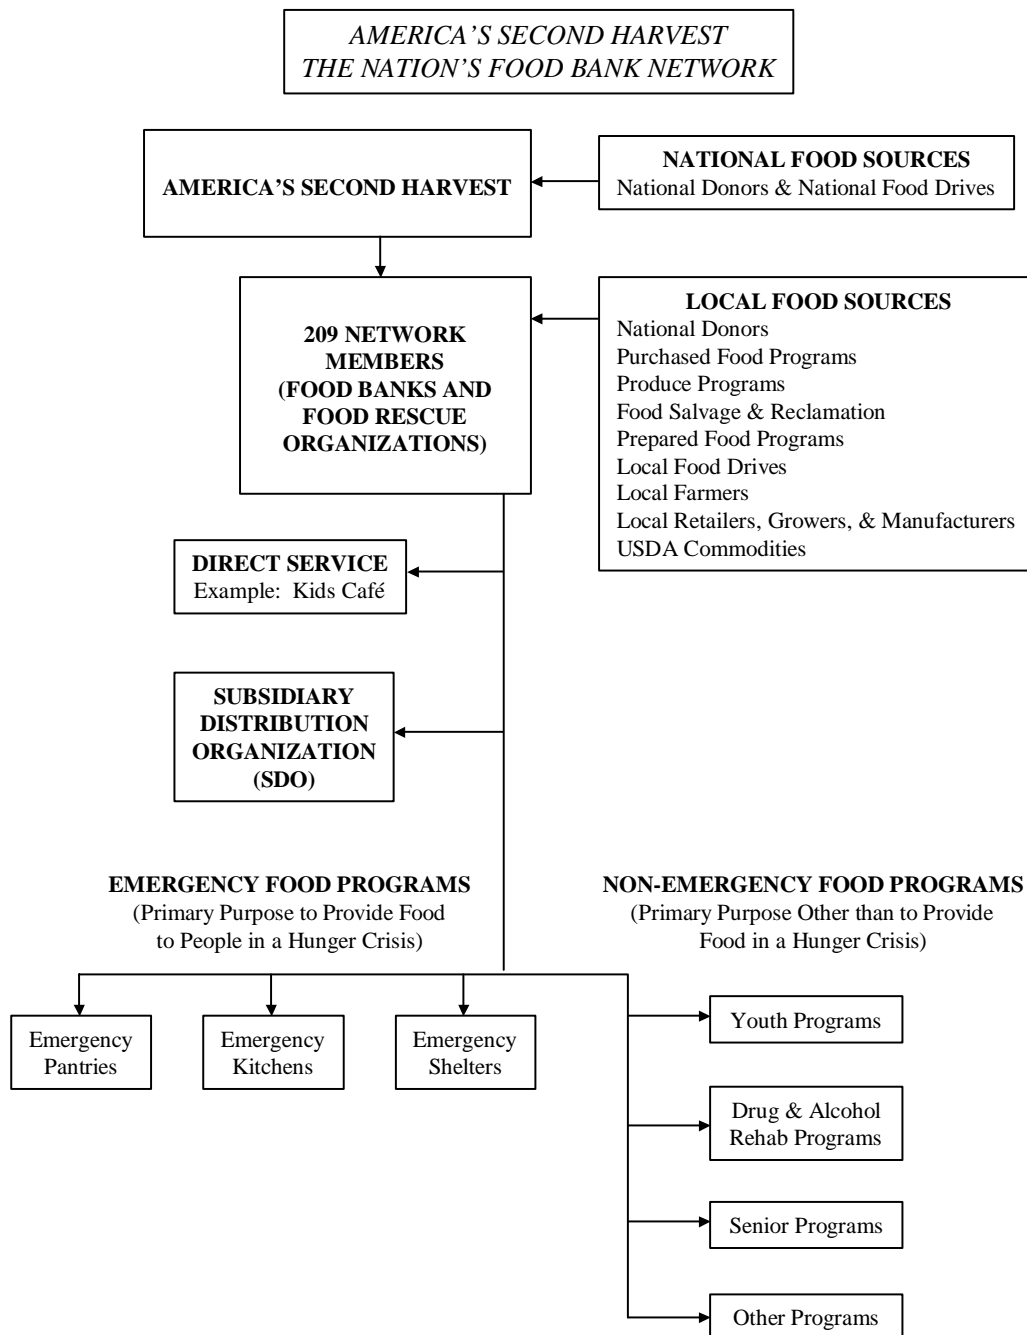 AMERICA'S SECOND HARVEST
THE NATION'S FOOD BANK NETWORK
AMERICA'S SECOND HARVEST
NATIONAL FOOD SOURCES
National Donors & National Food Drives
209 NETWORK
MEMBERS
(FOOD BANKS AND
FOOD RESCUE
ORGANIZATIONS)
LOCAL FOOD SOURCES
National Donors
Purchased Food Programs
Produce Programs
Food Salvage & Reclamation
Prepared Food Programs
Local Food Drives
Local Farmers
Local Retailers, Growers, & Manufacturers
USDA Commodities
DIRECT SERVICE
Example:  Kids Café
SUBSIDIARY
DISTRIBUTION
ORGANIZATION
(SDO)
EMERGENCY FOOD PROGRAMS
(Primary Purpose to Provide Food
to People in a Hunger Crisis)
NON-EMERGENCY FOOD PROGRAMS
(Primary Purpose Other than to Provide
Food in a Hunger Crisis)
Emergency
Pantries
Emergency
Kitchens
Emergency
Shelters
Youth Programs
Drug & Alcohol
Rehab Programs
Senior Programs
Other Programs